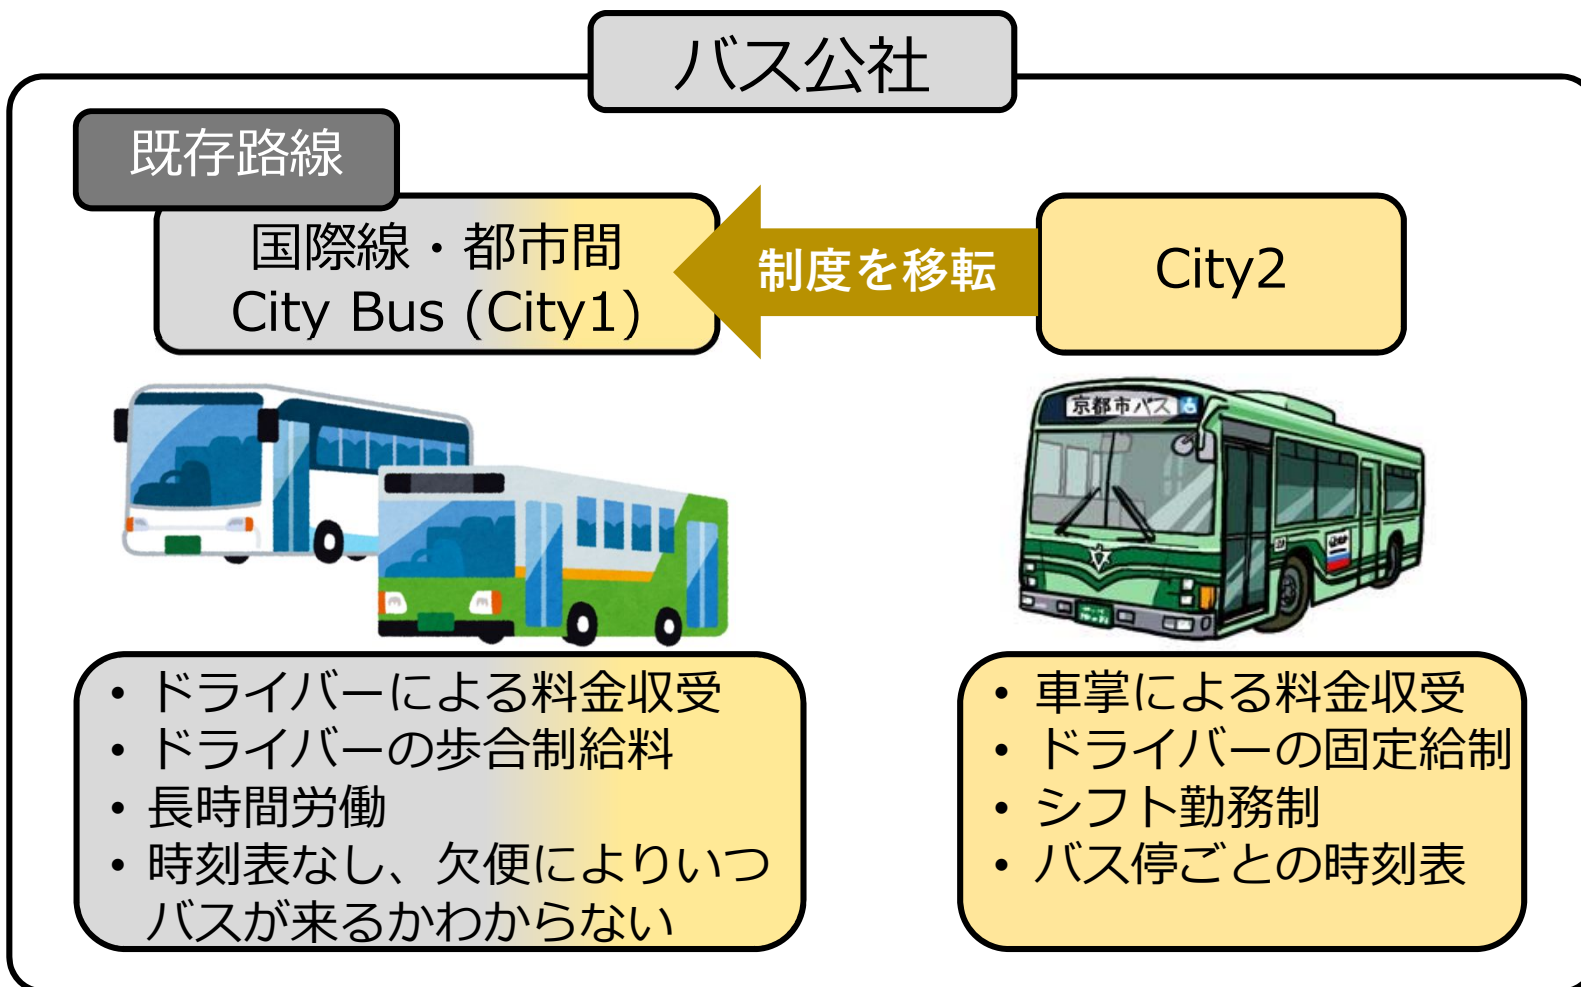 バス公社
既存路線
国際線・都市間
City Bus (City1)
制度を移転
City2
京都市バス
• ドライバーによる料金収受
• ドライバーの歩合制給料
• 長時間労働
• 時刻表なし、欠便によりいつ
バスが来るかわからない
• 車掌による料金収受
• ドライバーの固定給制
• シフト勤務制
• バス停ごとの時刻表